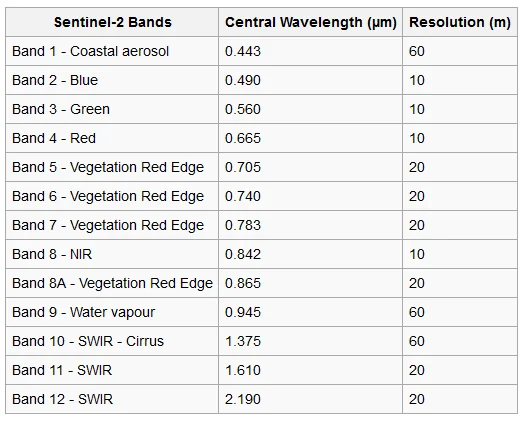 Sentinel-2 Bands Central Wavelength (µm) Resolution (m)
Band 1 - Coastal aerosol 0.443 60
Band 2 - Blue 0.490 10
Band 3 - Green 0.560 10
Band 4 - Red 0.665 10
Band 5 - Vegetation Red Edge 0.705 20
Band 6 - Vegetation Red Edge 0.740 20
Band 7 - Vegetation Red Edge 0.783 20
Band 8 - NIR 0.842 10
Band 8A - Vegetation Red Edge 0.865 20
Band 9 - Water vapour 0.945 60
Band 10 - SWIR - Cirrus 1.375 60
Band 11 - SWIR 1.610 20
Band 12 - SWIR 2.190 20